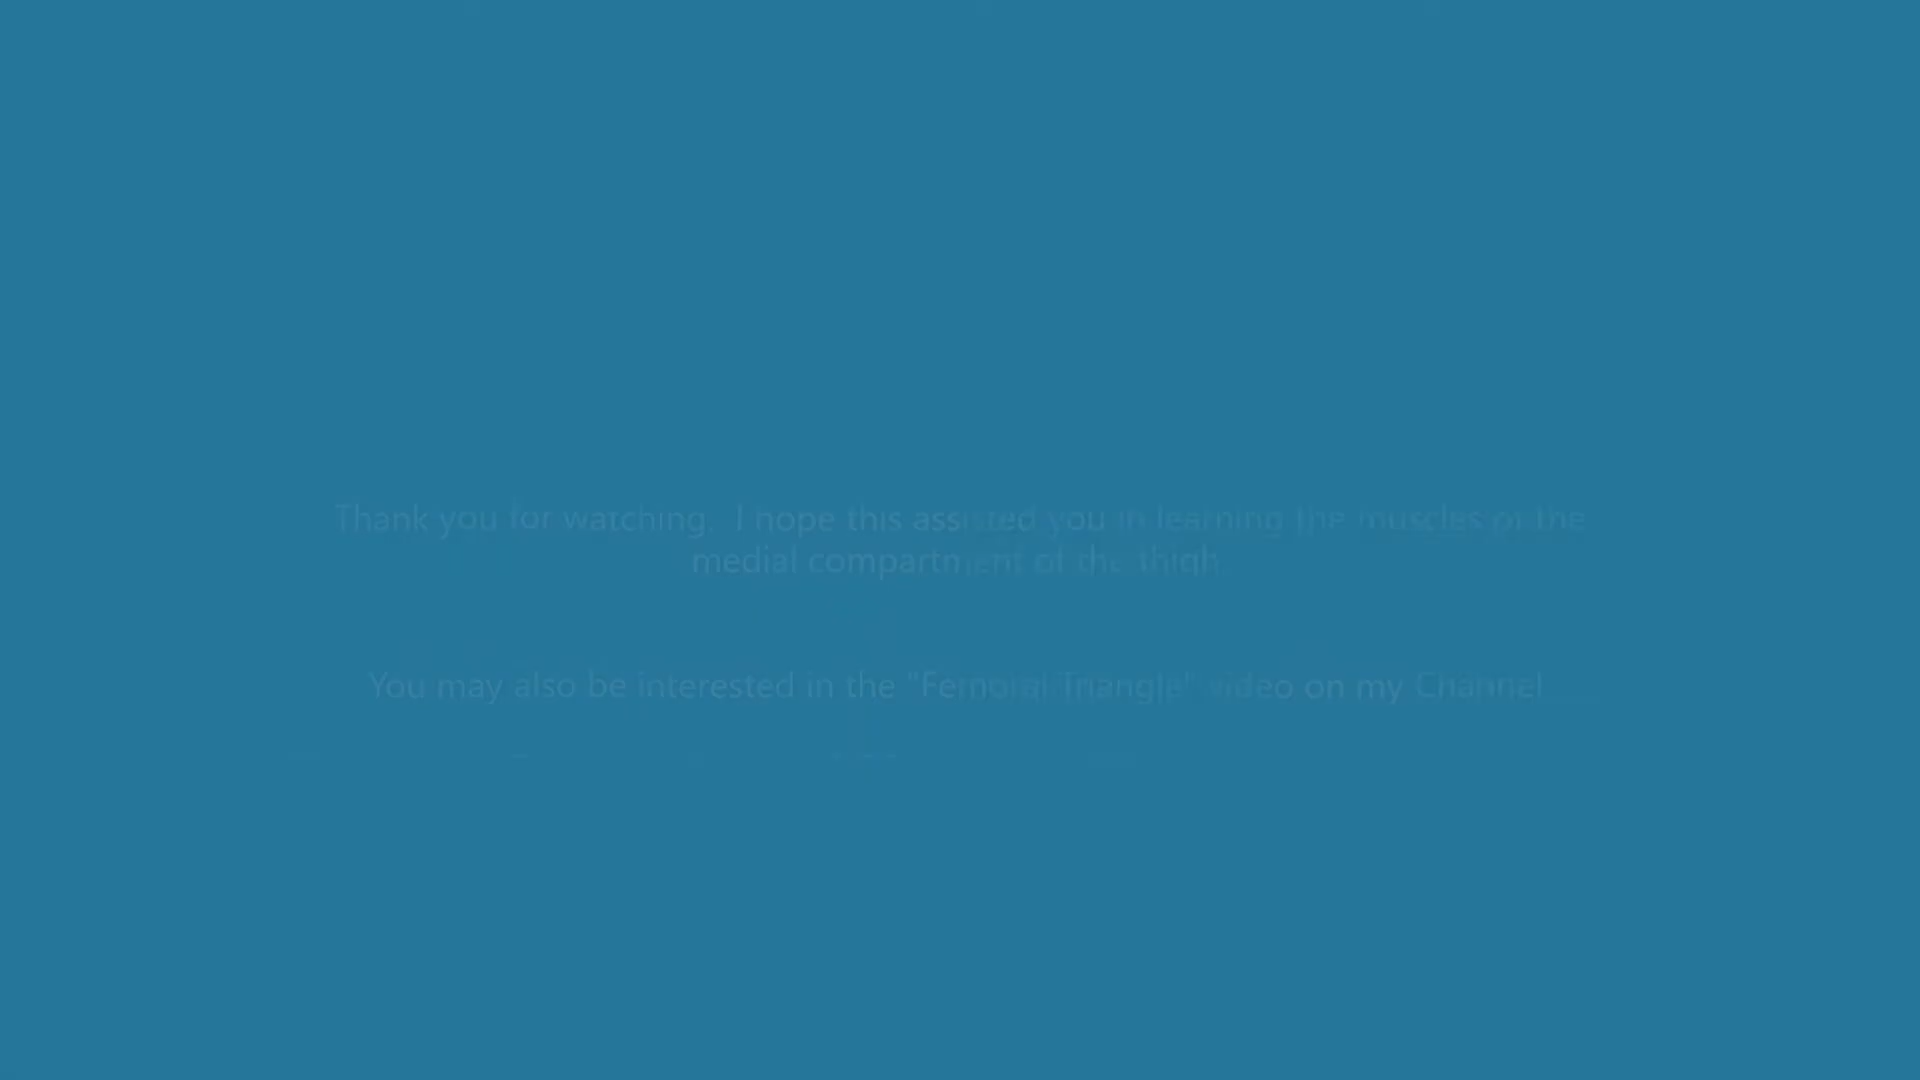 Thank you for watching.  I hope this assisted you in learning the muscles of the
medial compartment of the thigh.
You may also be interested in the "Femoral Triangle" video on my Channel